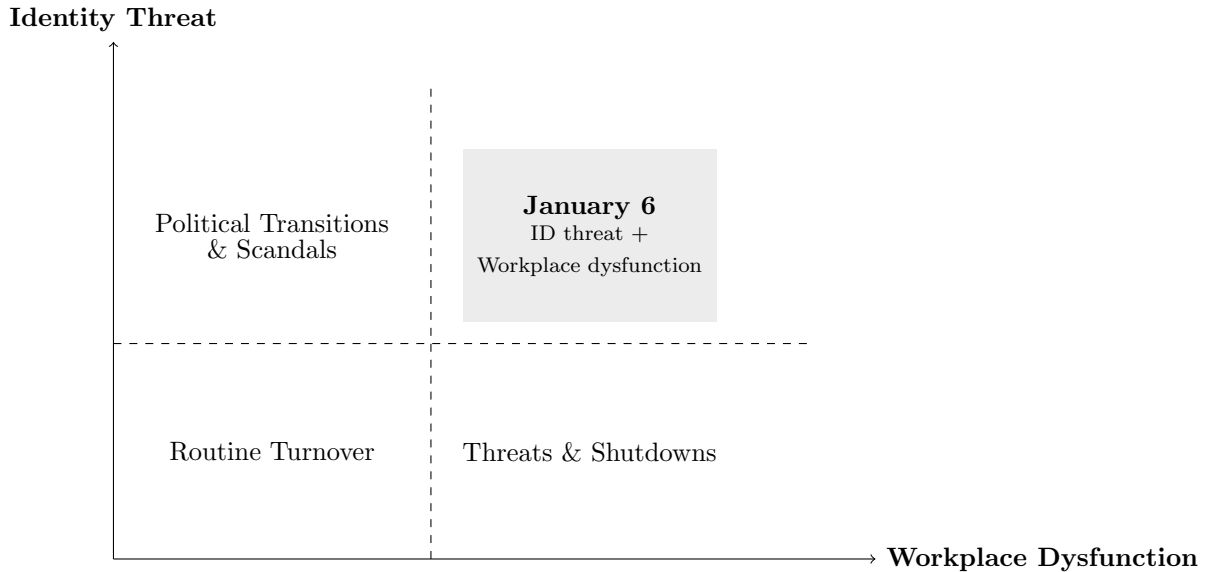 Identity Threat
Political Transitions
& Scandals
January 6
ID threat +
Workplace dysfunction
Routine Turnover
Threats & Shutdowns
Workplace Dysfunction